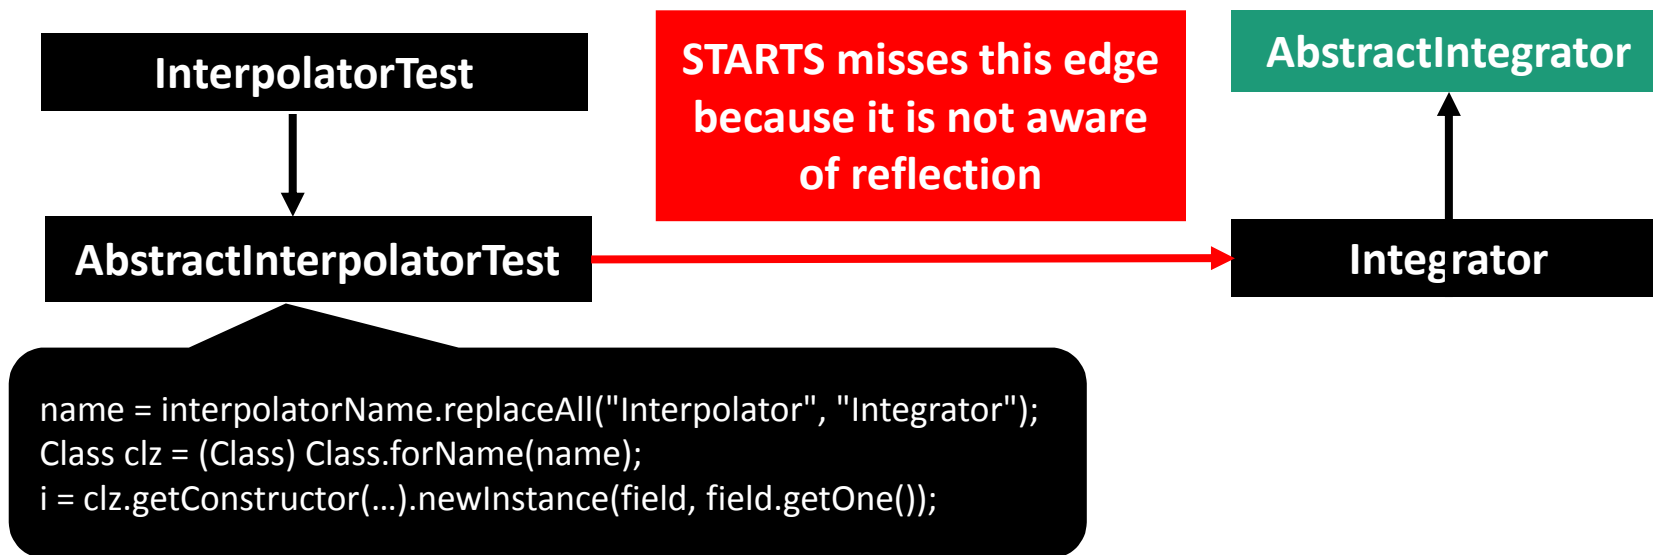 InterpolatorTest
STARTS misses this edge
because it is not aware
of reflection
AbstractIntegrator
AbstractInterpolatorTest
Integrator
name = interpolatorName.replaceAll("Interpolator", "Integrator");
Class clz = (Class) Class.forName(name);
i = clz.getConstructor(…).newInstance(field, field.getOne());